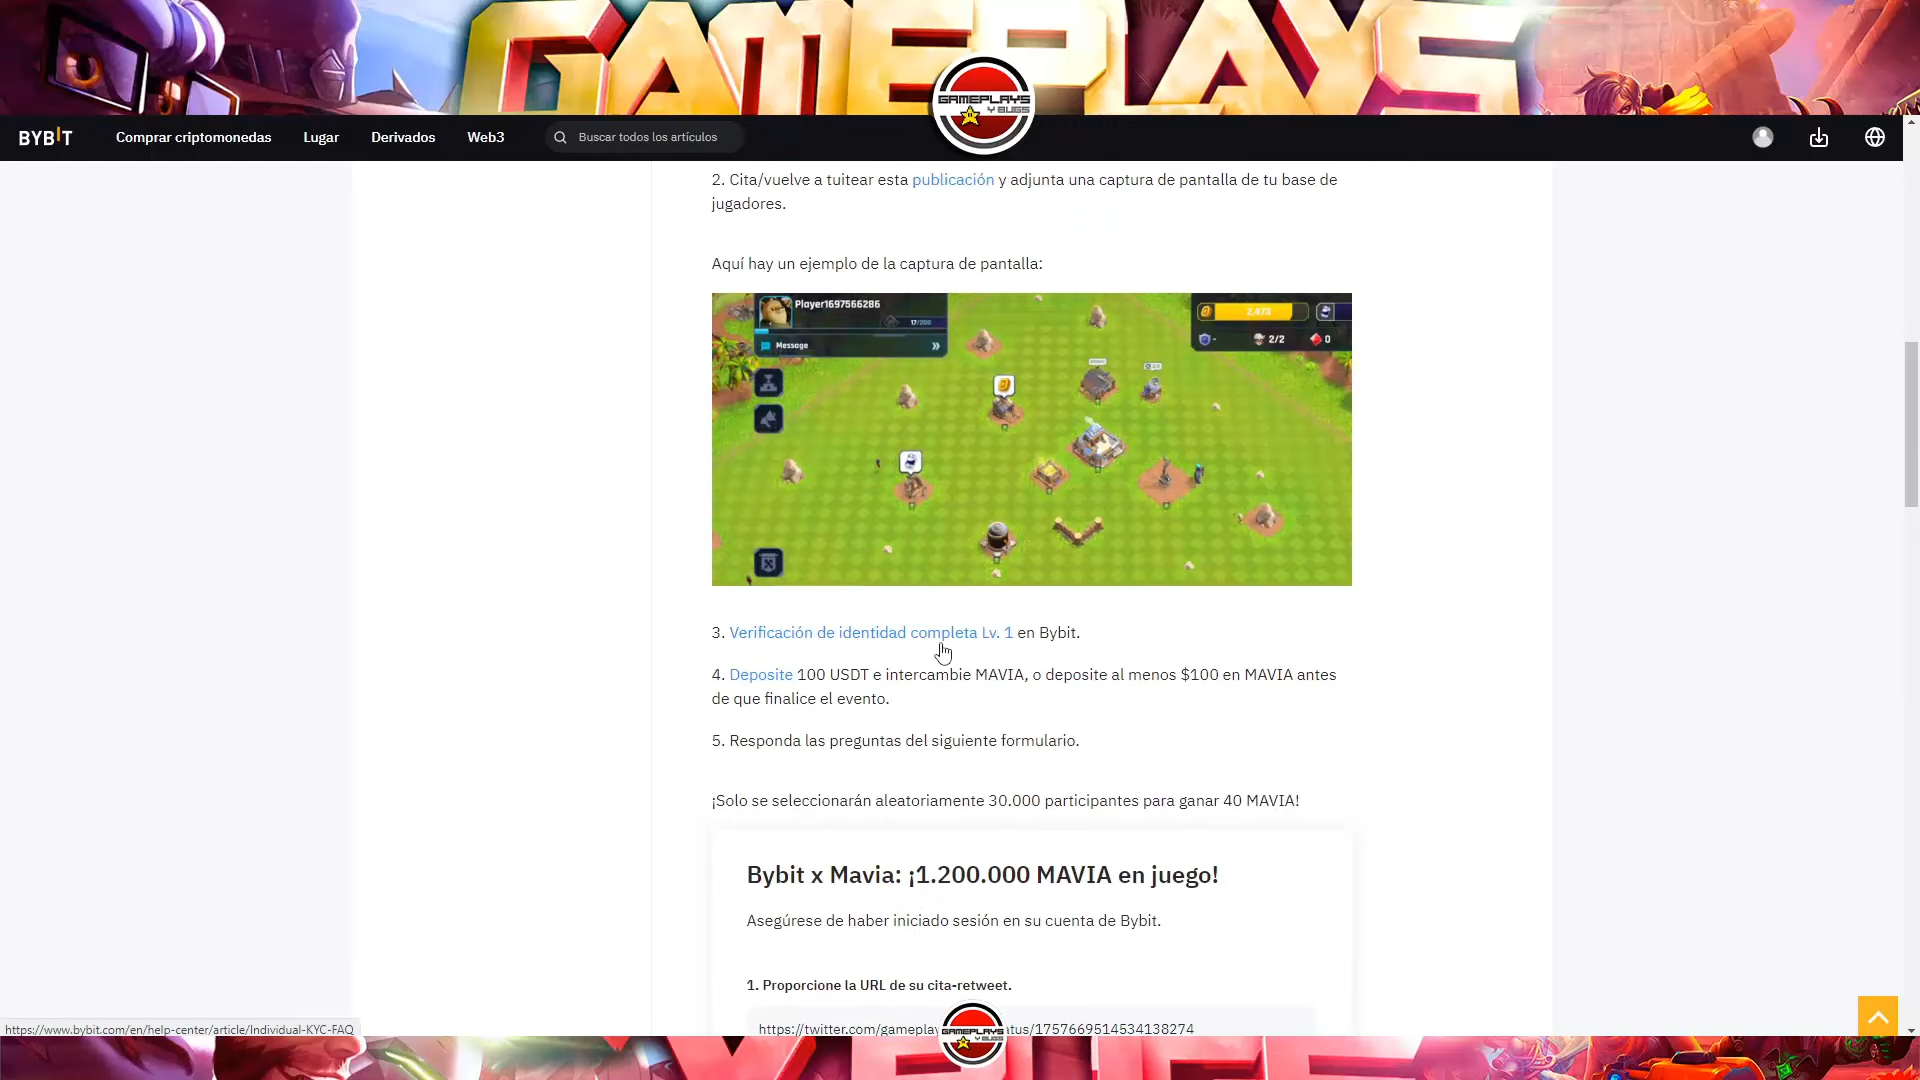 GAMEPLAYS
GAMEPLAYS
Y BUGS
BYBIT
Comprar criptomonedas
Lugar
Derivados
Web3
Buscar todos los artículos
2. Cita/vuelve a tuitear esta publicación y adjunta una captura de pantalla de tu base de
jugadores.
Aquí hay un ejemplo de la captura de pantalla:
Player1697566286
17/200
Message
2,473
2/2
0
3. Verificación de identidad completa Lv. 1 en Bybit.
4. Deposite 100 USDT e intercambie MAVIA, o deposite al menos $100 en MAVIA antes
de que finalice el evento.
5. Responda las preguntas del siguiente formulario.
¡Solo se seleccionarán aleatoriamente 30.000 participantes para ganar 40 MAVIA!
Bybit x Mavia: ¡1.200.000 MAVIA en juego!
Asegúrese de haber iniciado sesión en su cuenta de Bybit.
1. Proporcione la URL de su cita-retweet.
https://twitter.com/gameplay tus/1757669514534138274
https://www.bybit.com/en/help-center/article/Individual-KYC-FAQ
GAMEPLAYS
Y BUGS